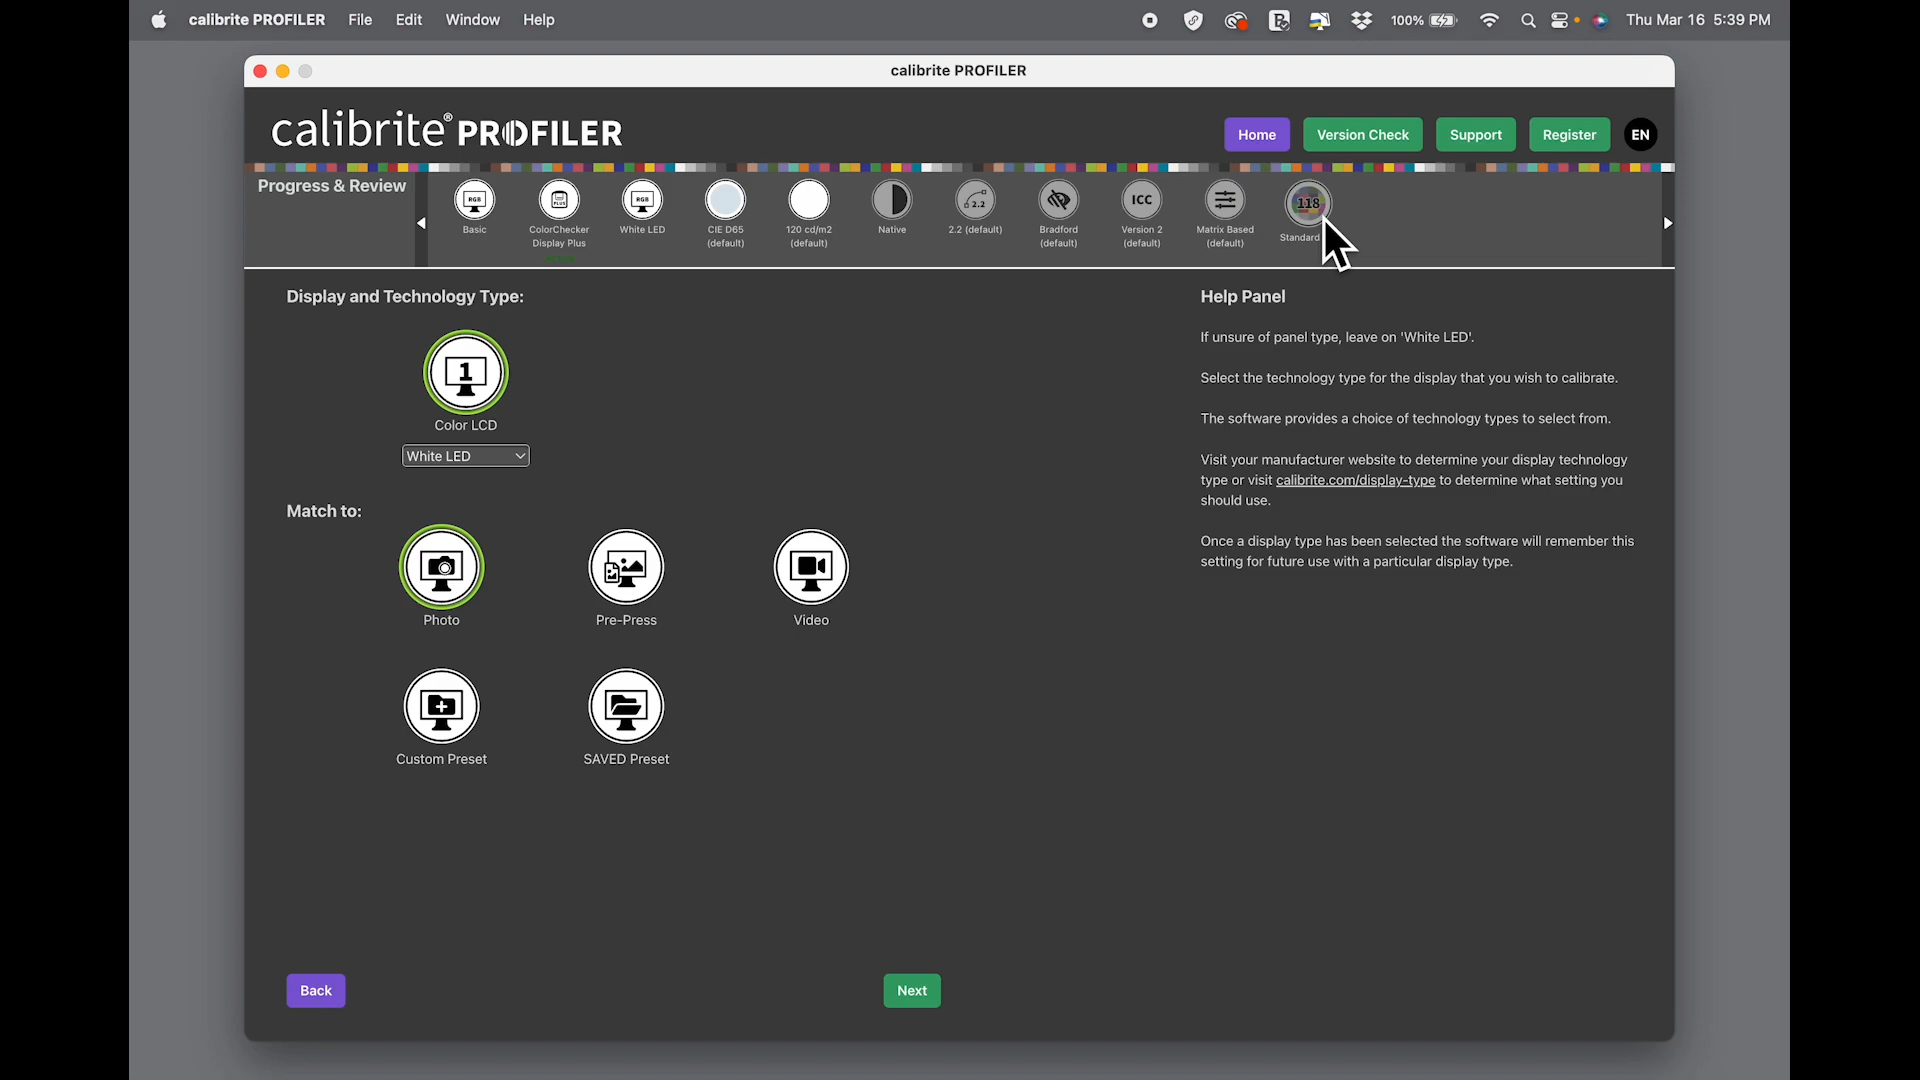 calibrite PROFILER File Edit Window Help 100% Thu Mar 16 5:39 PM
calibrite PROFILER
calibrite® PROFILER
Home Version Check Support Register EN
Progress & Review
RGB PLUS RGB 2.2 ICC 118
Basic ColorChecker White LED CIE D65 120 cd/m2 Native 2.2 (default) Bradford Version 2 Matrix Based Standard
Display Plus (default) (default) (default) (default) (default)
Display and Technology Type:
1
Color LCD
White LED
Match to:
Photo Pre-Press Video
Custom Preset SAVED Preset
Help Panel
If unsure of panel type, leave on 'White LED'.
Select the technology type for the display that you wish to calibrate.
The software provides a choice of technology types to select from.
Visit your manufacturer website to determine your display technology
type or visit calibrite.com/display-type to determine what setting you
should use.
Once a display type has been selected the software will remember this
setting for future use with a particular display type.
Back Next